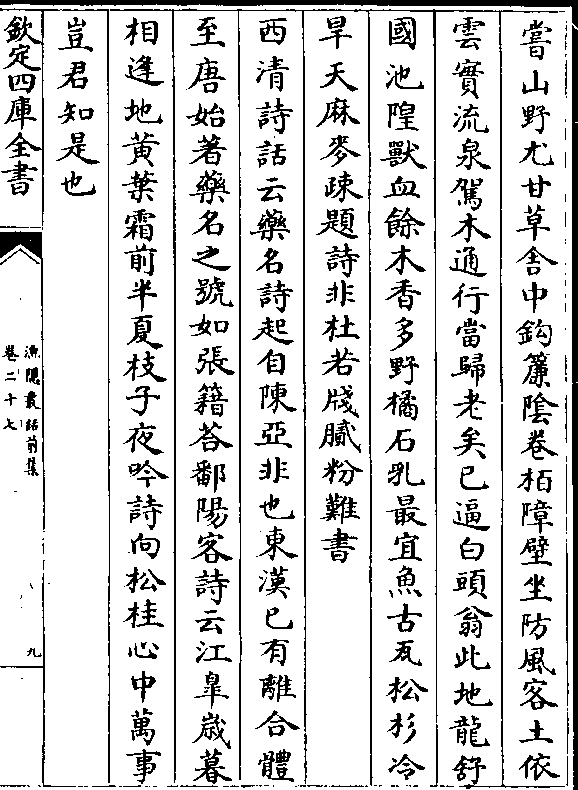 嘗山野尤甘草舍中鈎簾陰卷栢障壁坐防風客土依
雲實流泉駕木通行當歸老矣已逼白頭翁此地龍舒
國池隍獸血餘木香多野橘石乳最宜魚古瓦松杉冷
旱天麻麥疎題詩非杜若牋膩粉難書
西清詩話云藥名詩起自陳亞非也東漢已有離合體
至唐始著藥名之號如張籍荅鄱陽客詩云江臯歲暮
相逢地黃葉霜前半夏枝子夜吟詩向松桂心中萬事
豈君知是也
欽定四庫全書
漁隱叢話前集
卷二十七
九